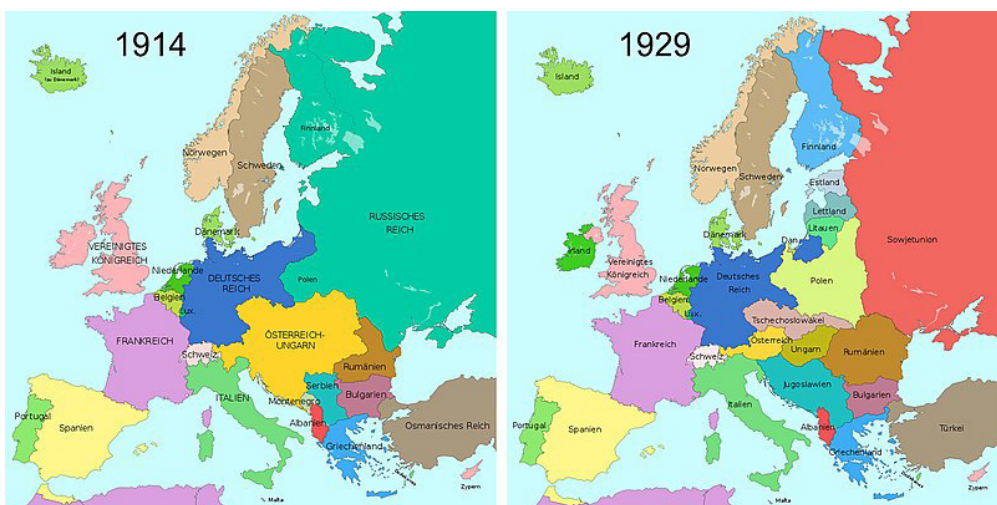 1914
Island
(zu Dänemark)
Finnland
Norwegen
Schweden
RUSSISCHES
REICH
Dänemark
VEREINIGTES
KÖNIGREICH
Niederlande
DEUTSCHES
REICH
Polen
Belgien
Lux.
FRANKREICH
ÖSTERREICH-
UNGARN
Schweiz
Rumänien
Serbien
ITALIEN
Montenegro
Bulgarien
Albanien
Portugal
Spanien
Osmanisches Reich
Griechenland
Zypern
Malta
1929
Island
Finnland
Norwegen
Schweden
Estland
Lettland
Litauen
Sowjetunion
Dänemark
Irland
Vereinigtes
Königreich
Niederlande
Deutsches
Reich
Polen
Belgien
Lux.
Tschechoslowakei
Frankreich
Österreich
Schweiz
Ungarn
Rumänien
Jugoslawien
Italien
Bulgarien
Albanien
Portugal
Spanien
Türkei
Griechenland
Zypern
Malta